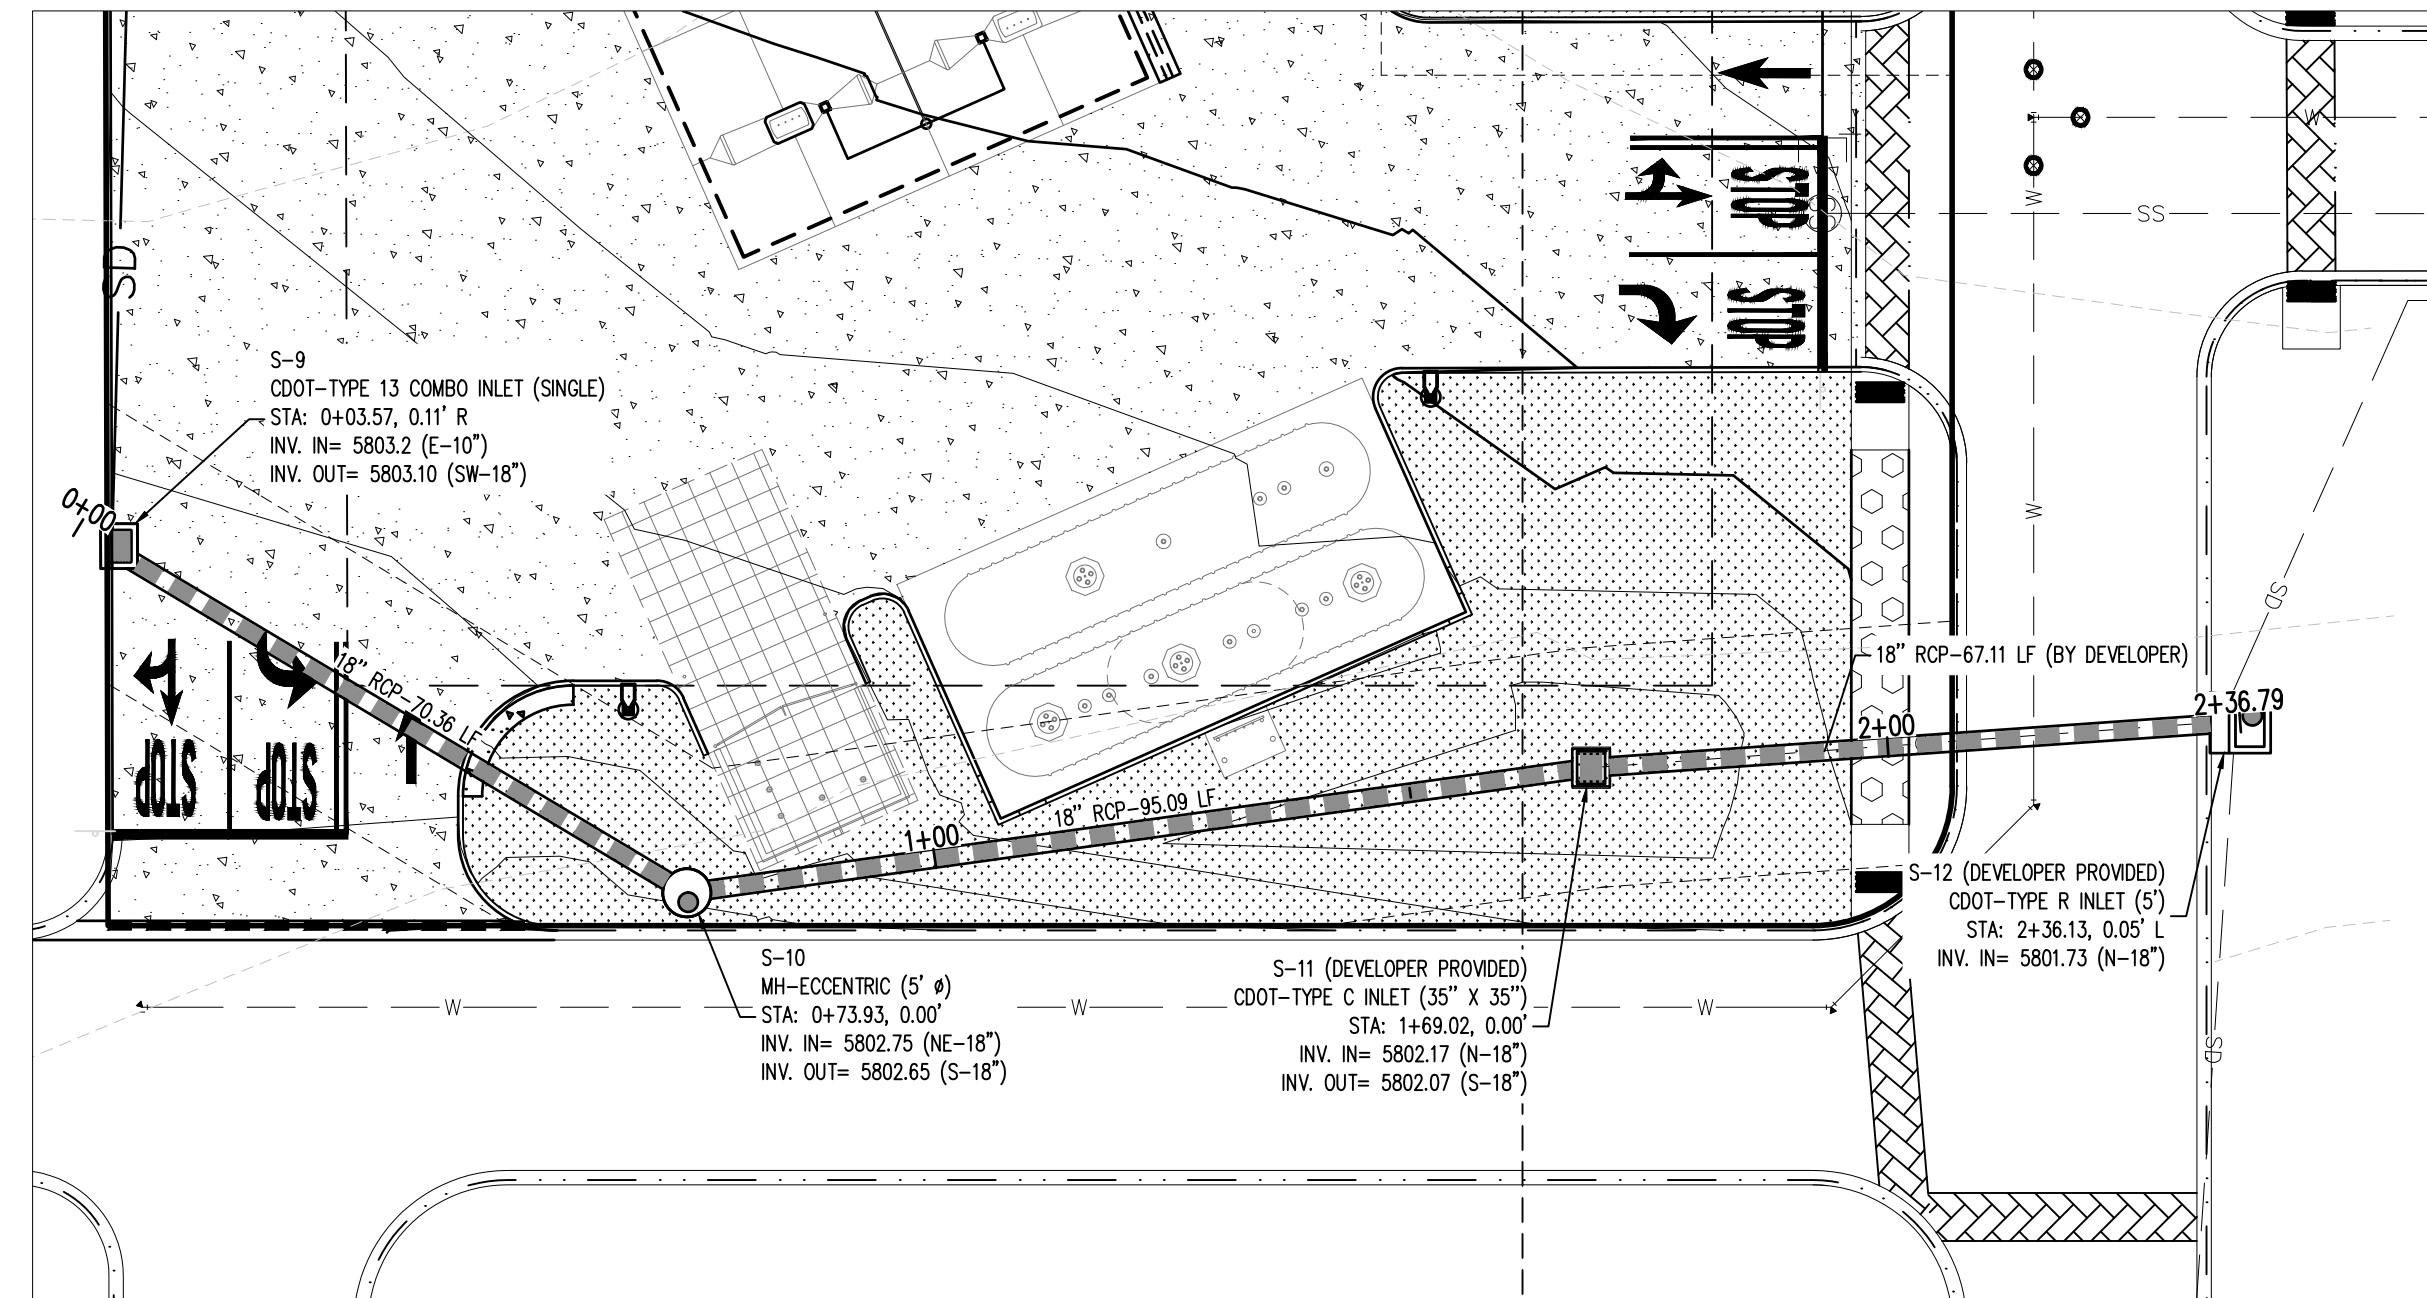 SD
STOP
SS
STOP
W
W
SS
S-9
CDOT-TYPE 13 COMBO INLET (SINGLE)
STA: 0+03.57, 0.11' R
INV. IN= 5803.2 (E-10")
INV. OUT= 5803.10 (SW-18")
0+00
W
SD
18" RCP-70.36 LF
STOP
STOP
18" RCP-67.11 LF (BY DEVELOPER)
2+36.79
2+00
18" RCP-95.09 LF
1+00
S-12 (DEVELOPER PROVIDED)
CDOT-TYPE R INLET (5')
STA: 2+36.13, 0.05' L
INV. IN= 5801.73 (N-18")
S-10
MH-ECCENTRIC (5' ø)
STA: 0+73.93, 0.00'
INV. IN= 5802.75 (NE-18")
INV. OUT= 5802.65 (S-18")
S-11 (DEVELOPER PROVIDED)
CDOT-TYPE C INLET (35" X 35")
STA: 1+69.02, 0.00'
INV. IN= 5802.17 (N-18")
INV. OUT= 5802.07 (S-18")
W
W
W
SD